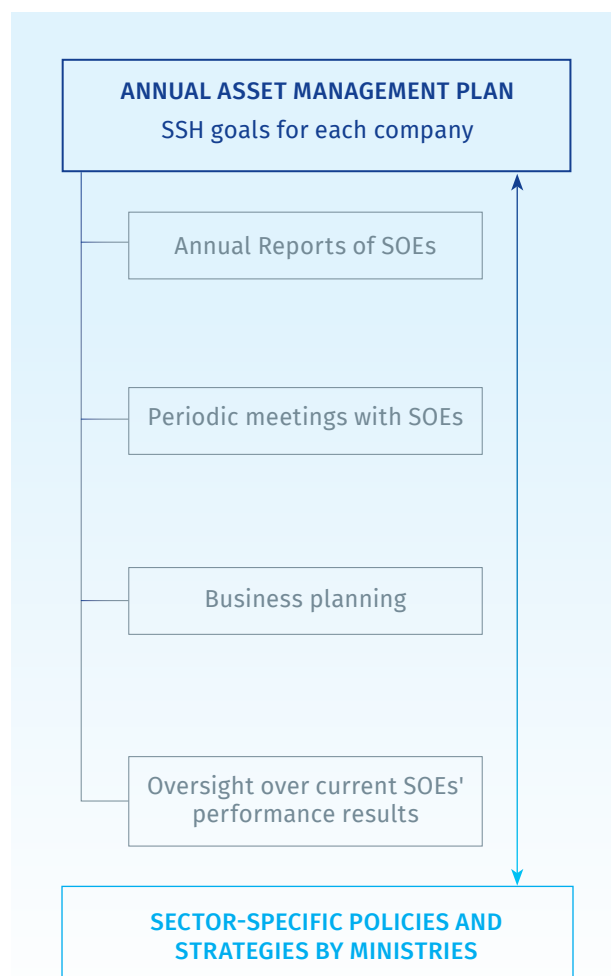 ANNUAL ASSET MANAGEMENT PLAN
SSH goals for each company
Annual Reports of SOEs
Periodic meetings with SOEs
Business planning
Oversight over current SOEs'
performance results
SECTOR-SPECIFIC POLICIES AND
STRATEGIES BY MINISTRIES